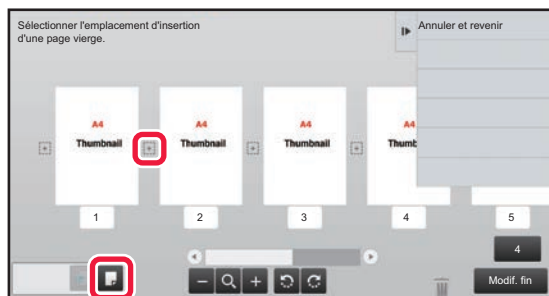 Sélectionner l'emplacement d'insertion
d'une page vierge.
Annuler et revenir
A4
Thumbnail
A4
Thumbnail
A4
Thumbnail
A4
Thumb
1
2
3
4
5
4
Modif. fin